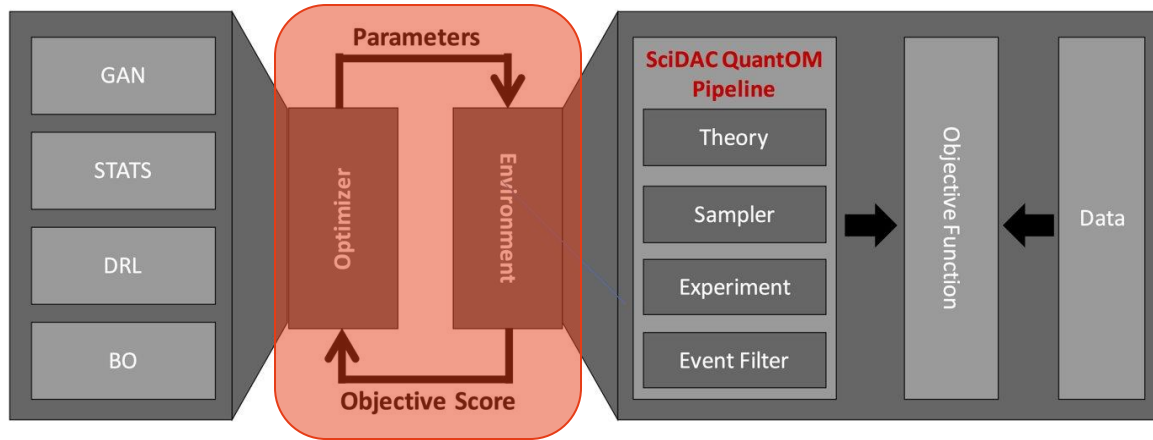 GAN
STATS
DRL
BO
Parameters
Optimizer
Environment
Objective Score
SciDAC QuantOM
Pipeline
Theory
Sampler
Experiment
Event Filter
Objective Function
Data